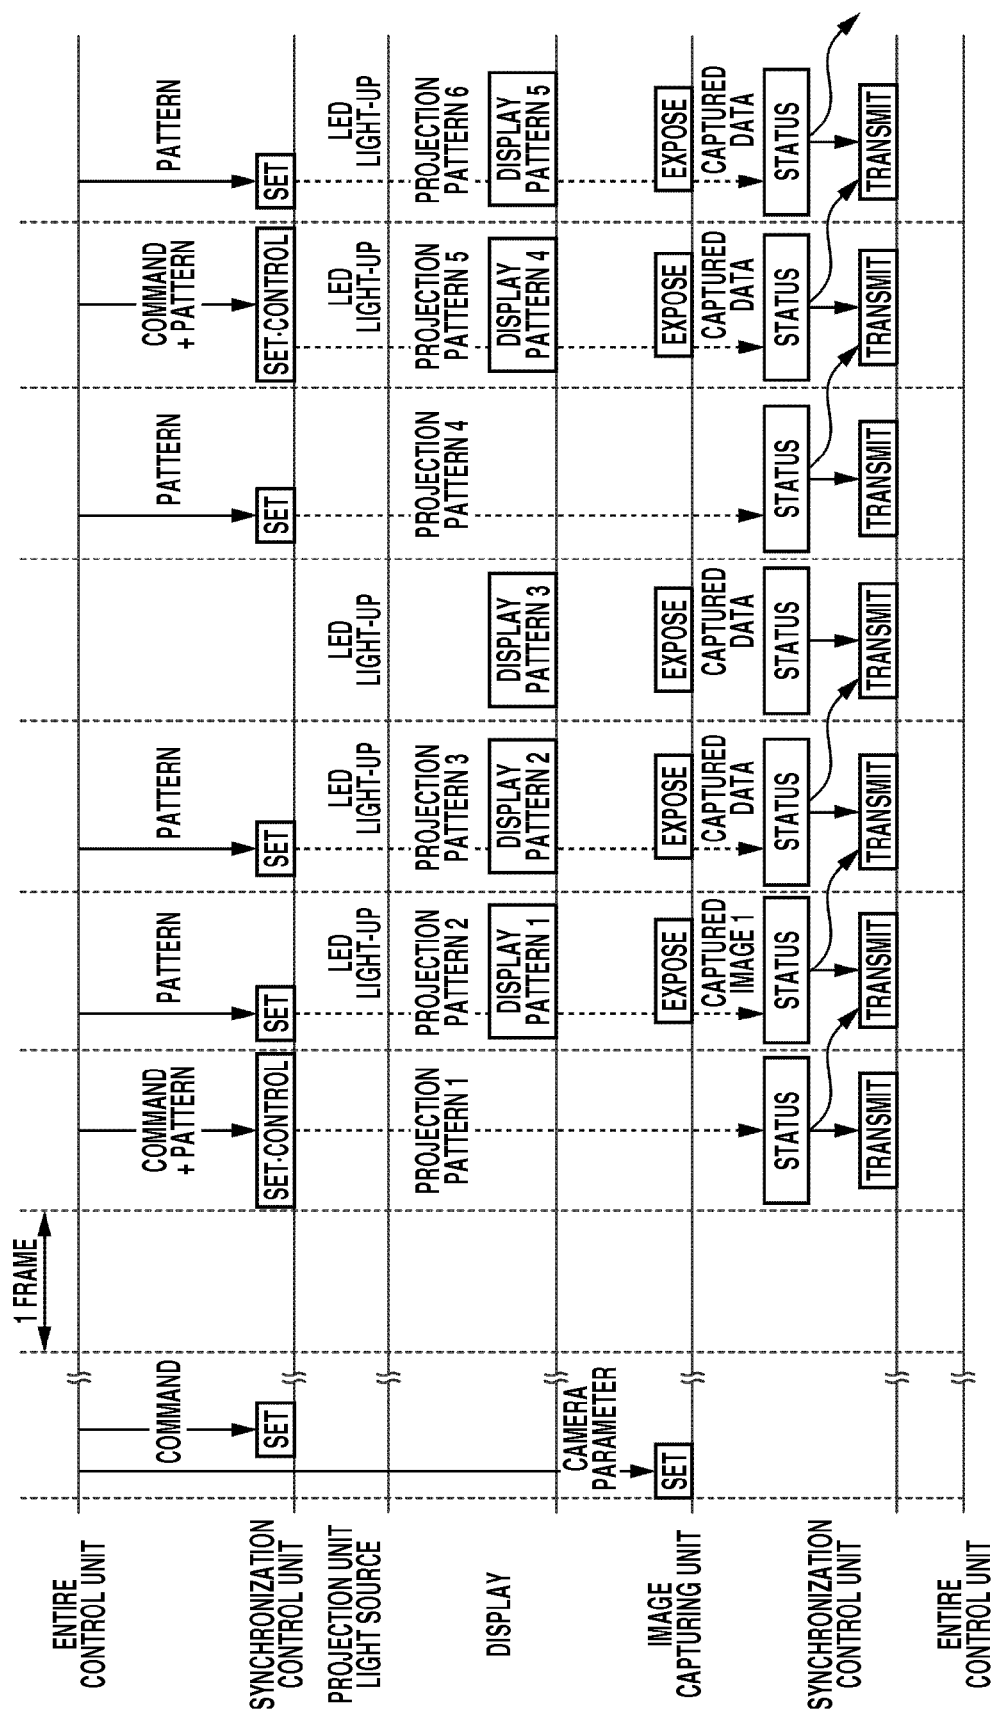 1 FRAME
ENTIRE
CONTROL UNIT
COMMAND
COMMAND
+ PATTERN
PATTERN
PATTERN
PATTERN
COMMAND
+ PATTERN
PATTERN
SYNCHRONIZATION
CONTROL UNIT
SET
SET·CONTROL
SET
SET
SET
SET·CONTROL
SET
PROJECTION UNIT
LIGHT SOURCE
LED
LIGHT-UP
LED
LIGHT-UP
LED
LIGHT-UP
LED
LIGHT-UP
LED
LIGHT-UP
PROJECTION
PATTERN 1
PROJECTION
PATTERN 2
PROJECTION
PATTERN 3
PROJECTION
PATTERN 4
PROJECTION
PATTERN 5
PROJECTION
PATTERN 6
DISPLAY
DISPLAY
PATTERN 1
DISPLAY
PATTERN 2
DISPLAY
PATTERN 3
DISPLAY
PATTERN 4
DISPLAY
PATTERN 5
CAMERA
PARAMETER
IMAGE
CAPTURING UNIT
SET
EXPOSE
EXPOSE
EXPOSE
EXPOSE
EXPOSE
CAPTURED
IMAGE 1
CAPTURED
DATA
CAPTURED
DATA
CAPTURED
DATA
CAPTURED
DATA
STATUS
STATUS
STATUS
STATUS
STATUS
STATUS
STATUS
SYNCHRONIZATION
CONTROL UNIT
TRANSMIT
TRANSMIT
TRANSMIT
TRANSMIT
TRANSMIT
TRANSMIT
TRANSMIT
ENTIRE
CONTROL UNIT